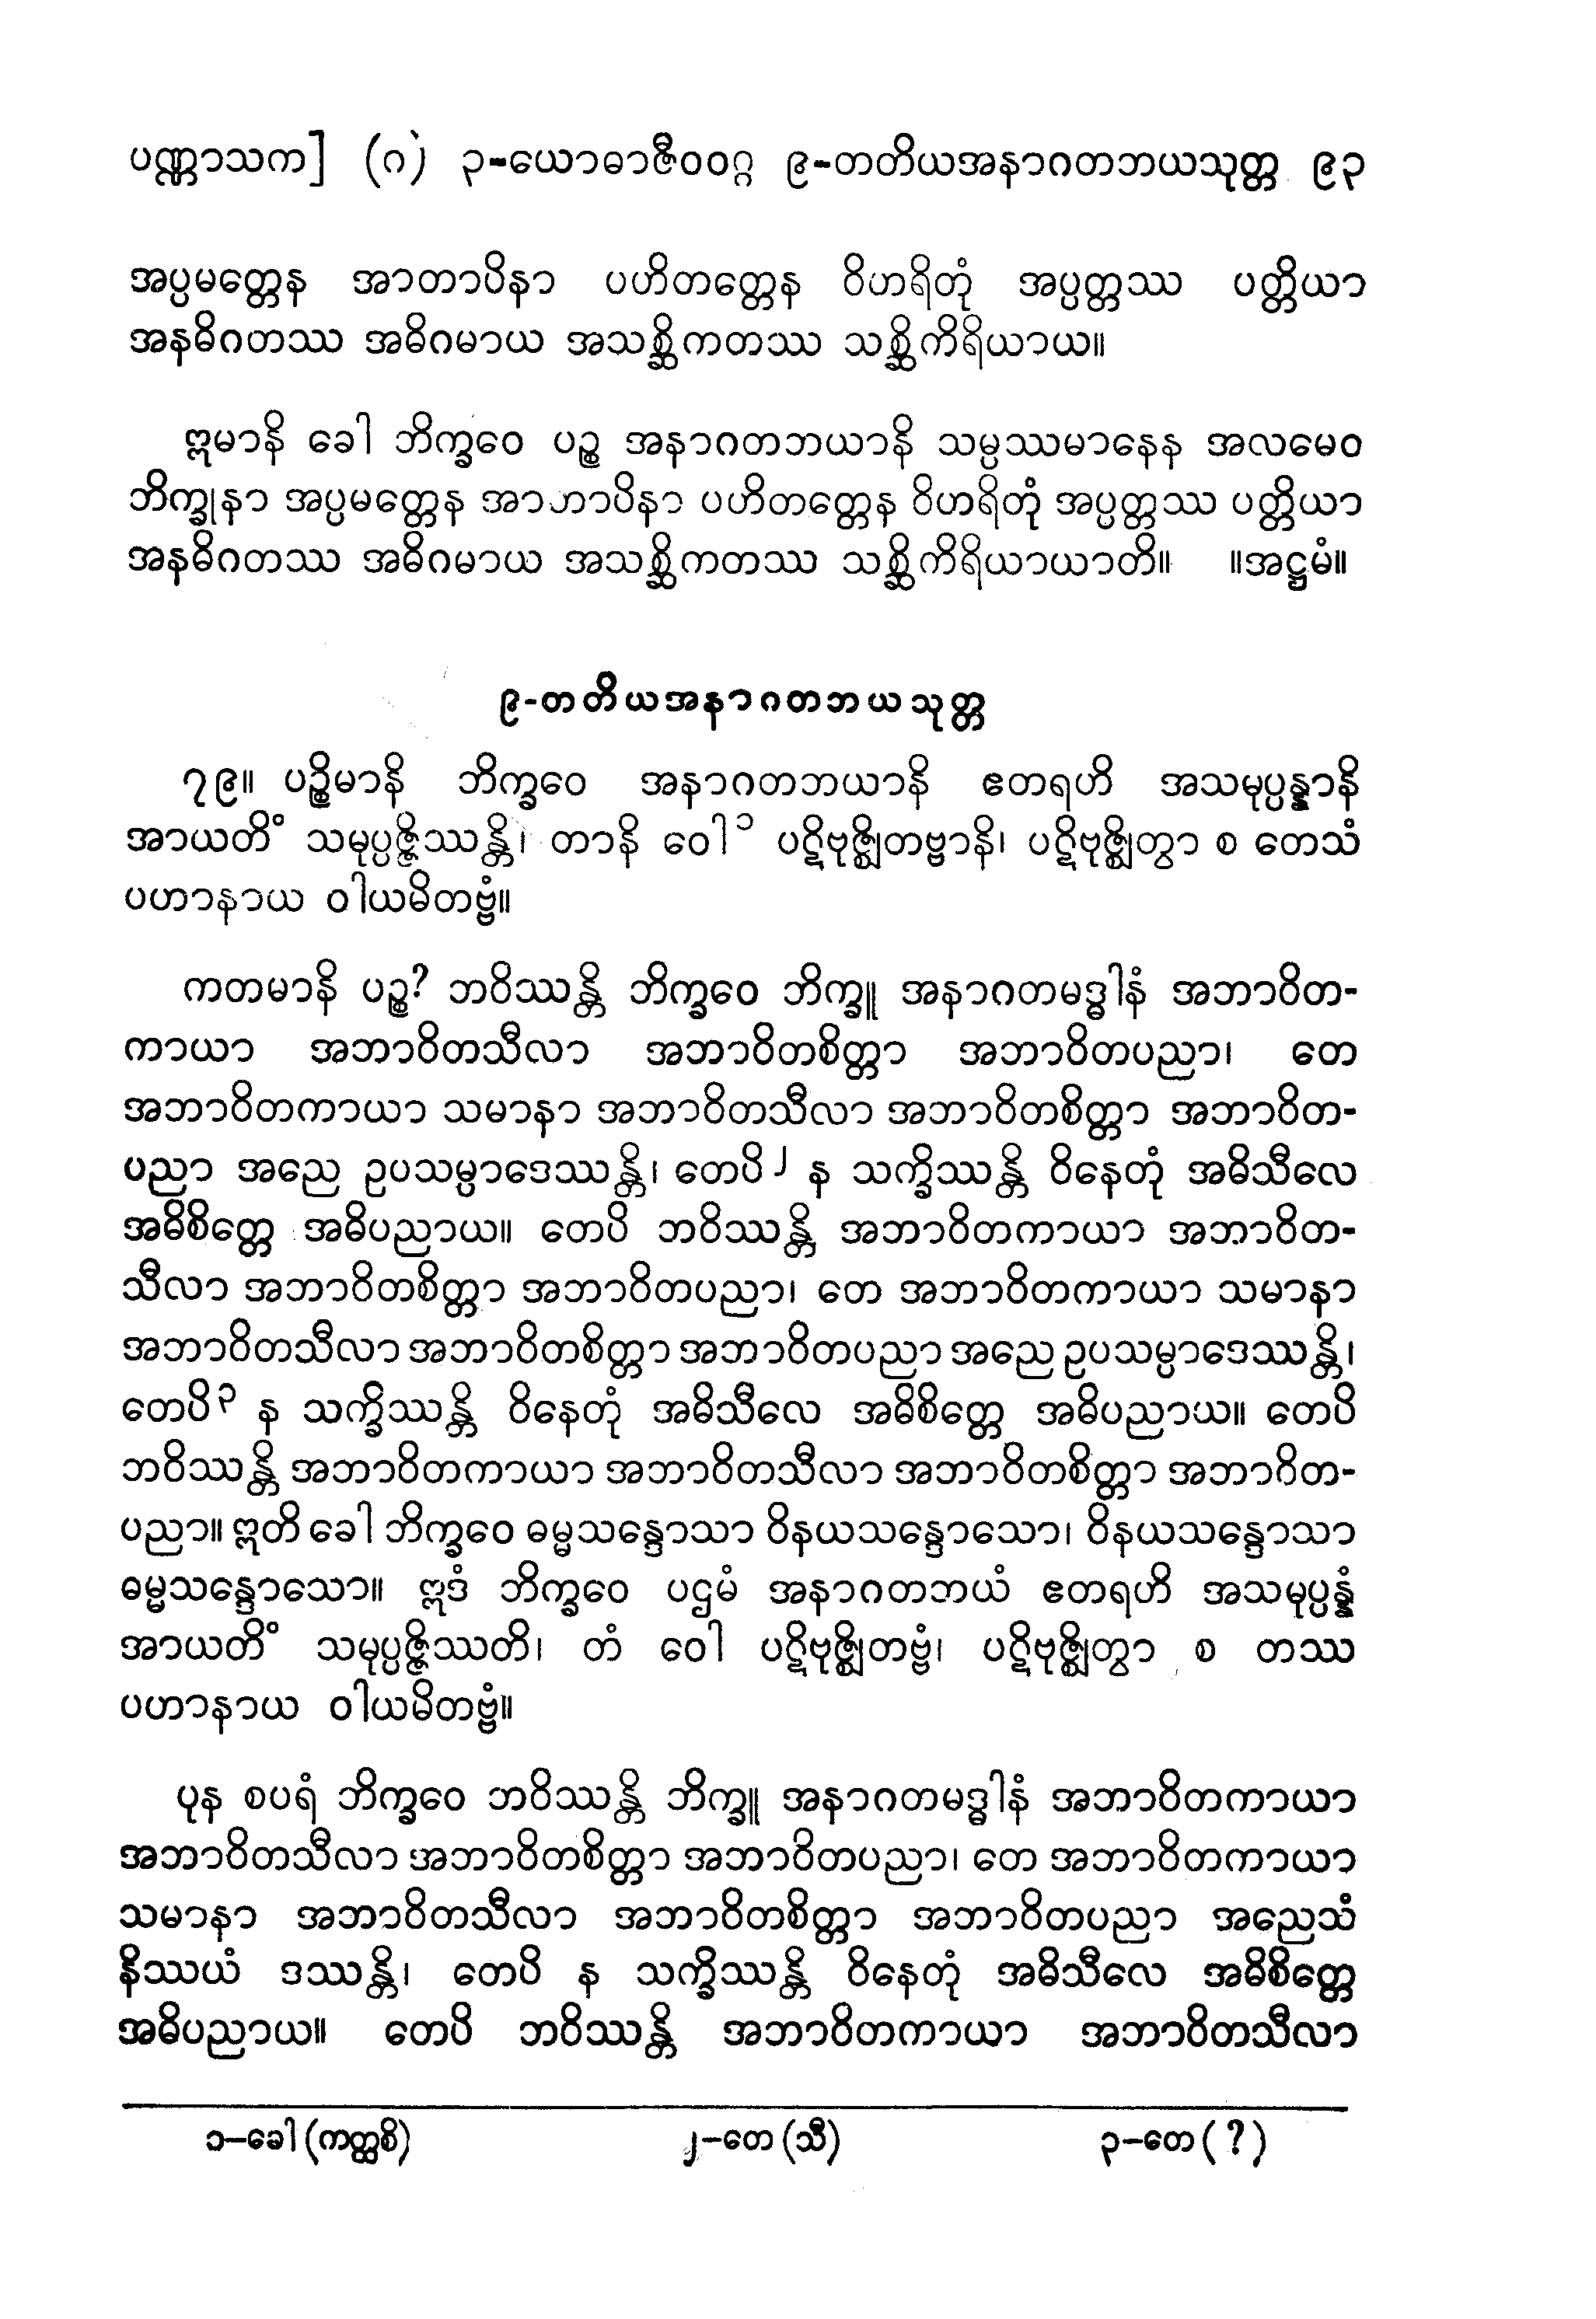 ပဏ္ဏာသက] (ဂ) ၃-ယောဓာဇီဝဝဂ္ဂ ၉-တတိယအနာဂတဘယသုတ္တ ၉၃
အပ္ပမတ္တေန အာတာပိနာ ပဟိတတ္တေန ဝိဟရိတုံ အပ္ပတ္တဿ ပတ္တိယာ
အနဓိဂတဿ အဓိဂမာယ အသစ္ဆိကတဿ သစ္ဆိကိရိယာယ။
ဣမာနိ ခေါ ဘိက္ခဝေ ပဉ္စ အနာဂတဘယာနိ သမ္ပဿမာနေန အလမေဝ
ဘိက္ခုနာ အပ္ပမတ္တေန အာတာပိနာ ပဟိတတ္တေန ဝိဟရိတုံ အပ္ပတ္တဿ ပတ္တိယာ
အနဓိဂတဿ အဓိဂမာယ အသစ္ဆိကတဿ သစ္ဆိကိရိယာယာတိ။ ။အဋ္ဌမံ။
၉-တတိယအနာဂတဘယသုတ္တ
၇၉။ ပဉ္စိမာနိ ဘိက္ခဝေ အနာဂတဘယာနိ ဧတရဟိ အသမုပ္ပန္နာနိ
အာယတိံ သမုပ္ပဇ္ဇိဿန္တိ၊ တာနိ ဝေါ ၁ ပဋိဗုဇ္ဈိတဗ္ဗာနိ၊ ပဋိဗုဇ္ဈိတွာ စ တေသံ
ပဟာနာယ ဝါယမိတဗ္ဗံ။
ကတမာနိ ပဉ္စ? ဘဝိဿန္တိ ဘိက္ခဝေ ဘိက္ခူ အနာဂတမဒ္ဓါနံ အဘာဝိတ-
ကာယာ အဘာဝိတသီလာ အဘာဝိတစိတ္တာ အဘာဝိတပညာ၊ တေ
အဘာဝိတကာယာ သမာနာ အဘာဝိတသီလာ အဘာဝိတစိတ္တာ အဘာဝိတ-
ပညာ အညေ ဥပသမ္ပာဒေဿန္တိ၊ တေပိ ၂ န သက္ခိဿန္တိ ဝိနေတုံ အဓိသီလေ
အဓိစိတ္တေ အဓိပညာယ။ တေပိ ဘဝိဿန္တိ အဘာဝိတကာယာ အဘာဝိတ-
သီလာ အဘာဝိတစိတ္တာ အဘာဝိတပညာ၊ တေ အဘာဝိတကာယာ သမာနာ
အဘာဝိတသီလာ အဘာဝိတစိတ္တာ အဘာဝိတပညာ အညေ ဥပသမ္ပာဒေဿန္တိ၊
တေပိ ၃ န သက္ခိဿန္တိ ဝိနေတုံ အဓိသီလေ အဓိစိတ္တေ အဓိပညာယ။ တေပိ
ဘဝိဿန္တိ အဘာဝိတကာယာ အဘာဝိတသီလာ အဘာဝိတစိတ္တာ အဘာဝိတ-
ပညာ။ ဣတိ ခေါ ဘိက္ခဝေ ဓမ္မသန္ဒောသာ ဝိနယသန္ဒောသော၊ ဝိနယသန္ဒောသာ
ဓမ္မသန္ဒောသော။ ဣဒံ ဘိက္ခဝေ ပဌမံ အနာဂတဘယံ ဧတရဟိ အသမုပ္ပန္နံ
အာယတိံ သမုပ္ပဇ္ဇိဿတိ၊ တံ ဝေါ ပဋိဗုဇ္ဈိတဗ္ဗံ၊ ပဋိဗုဇ္ဈိတွာ စ တဿ
ပဟာနာယ ဝါယမိတဗ္ဗံ။
ပုန စပရံ ဘိက္ခဝေ ဘဝိဿန္တိ ဘိက္ခူ အနာဂတမဒ္ဓါနံ အဘာဝိတကာယာ
အဘာဝိတသီလာ အဘာဝိတစိတ္တာ အဘာဝိတပညာ၊ တေ အဘာဝိတကာယာ
သမာနာ အဘာဝိတသီလာ အဘာဝိတစိတ္တာ အဘာဝိတပညာ အညေသံ
နိဿယံ ဒဿန္တိ၊ တေပိ န သက္ခိဿန္တိ ဝိနေတုံ အဓိသီလေ အဓိစိတ္တေ
အဓိပညာယ။ တေပိ ဘဝိဿန္တိ အဘာဝိတကာယာ အဘာဝိတသီလာ
၁–ခေါ (ကတ္ထစိ) ၂–တေ (သီ) ၃–တေ ( ? )